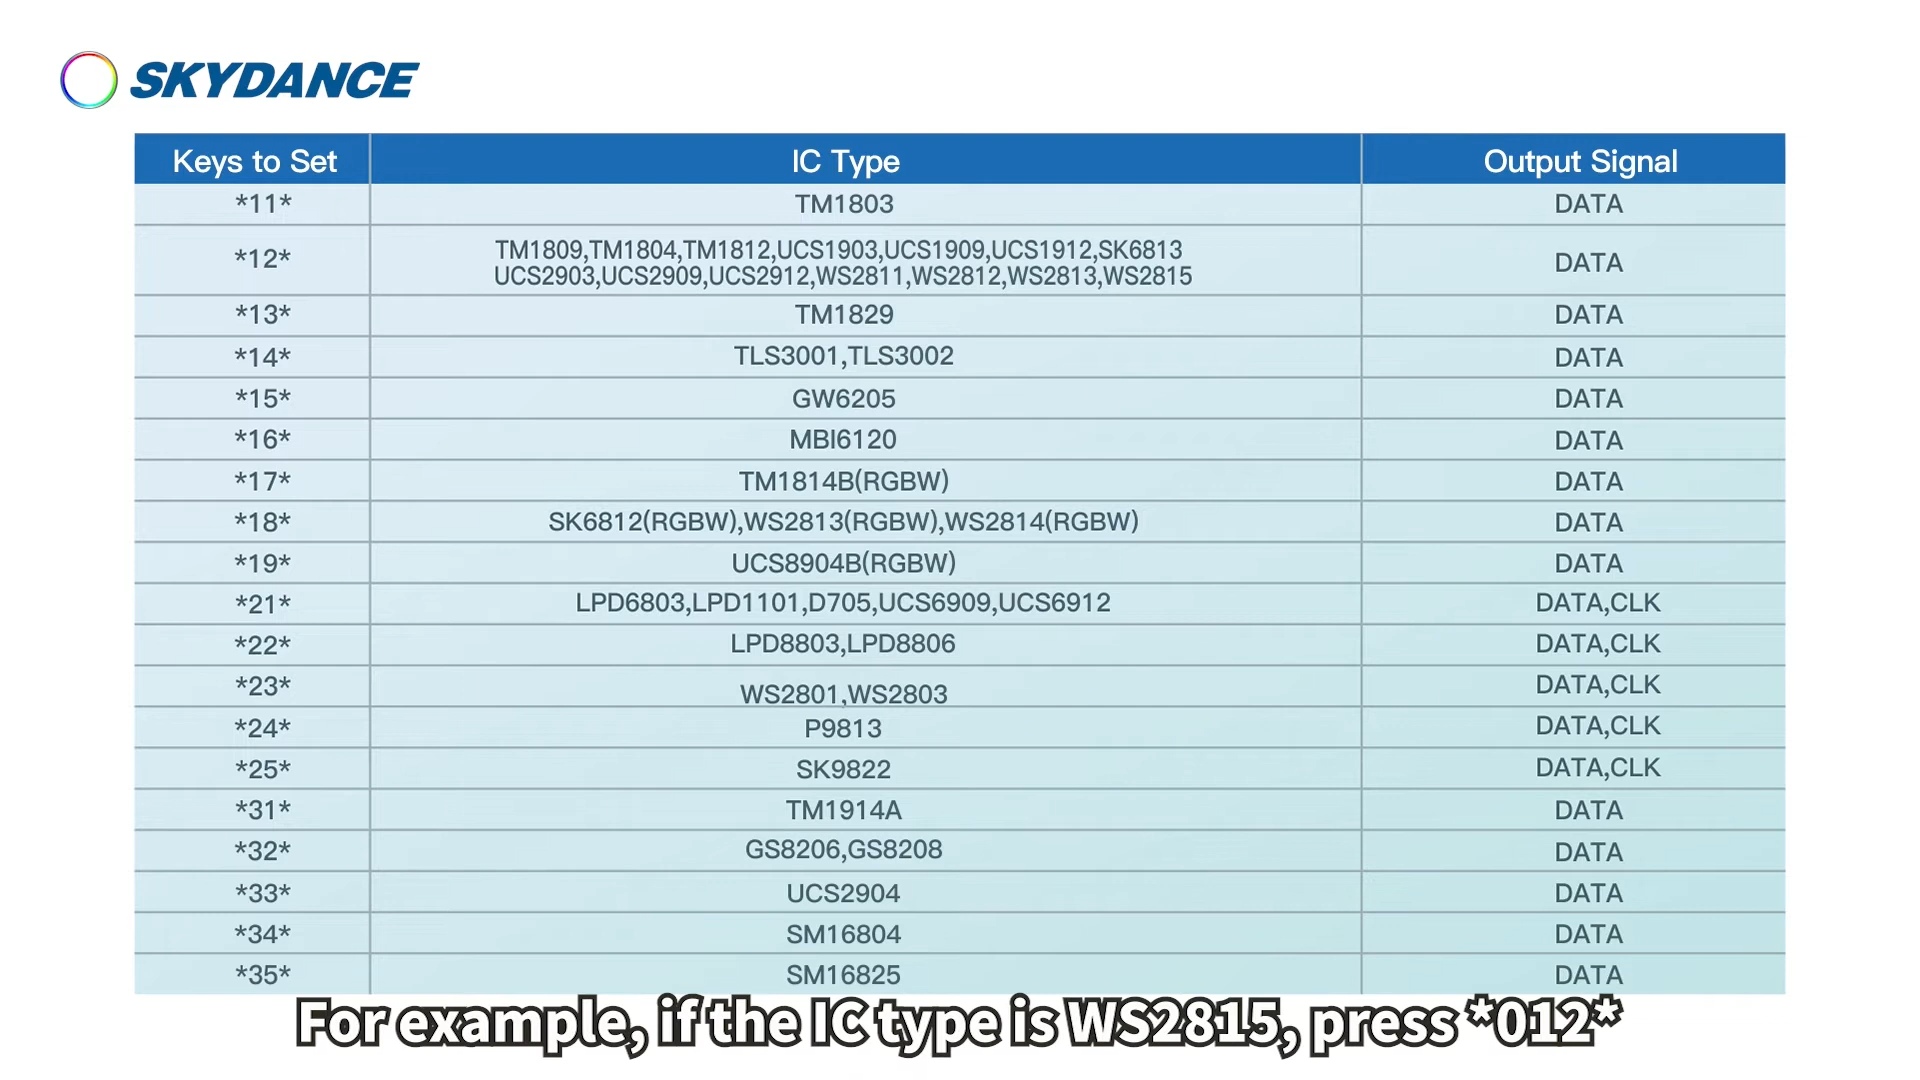 SKYDANCE
Keys to Set IC Type Output Signal
*11* TM1803 DATA
*12* TM1809,TM1804,TM1812,UCS1903,UCS1909,UCS1912,SK6813 DATA
UCS2903,UCS2909,UCS2912,WS2811,WS2812,WS2813,WS2815
*13* TM1829 DATA
*14* TLS3001,TLS3002 DATA
*15* GW6205 DATA
*16* MBI6120 DATA
*17* TM1814B(RGBW) DATA
*18* SK6812(RGBW),WS2813(RGBW),WS2814(RGBW) DATA
*19* UCS8904B(RGBW) DATA
*21* LPD6803,LPD1101,D705,UCS6909,UCS6912 DATA,CLK
*22* LPD8803,LPD8806 DATA,CLK
*23* WS2801,WS2803 DATA,CLK
*24* P9813 DATA,CLK
*25* SK9822 DATA,CLK
*31* TM1914A DATA
*32* GS8206,GS8208 DATA
*33* UCS2904 DATA
*34* SM16804 DATA
*35* SM16825 DATA
For example, if the IC type is WS2815, press *012*